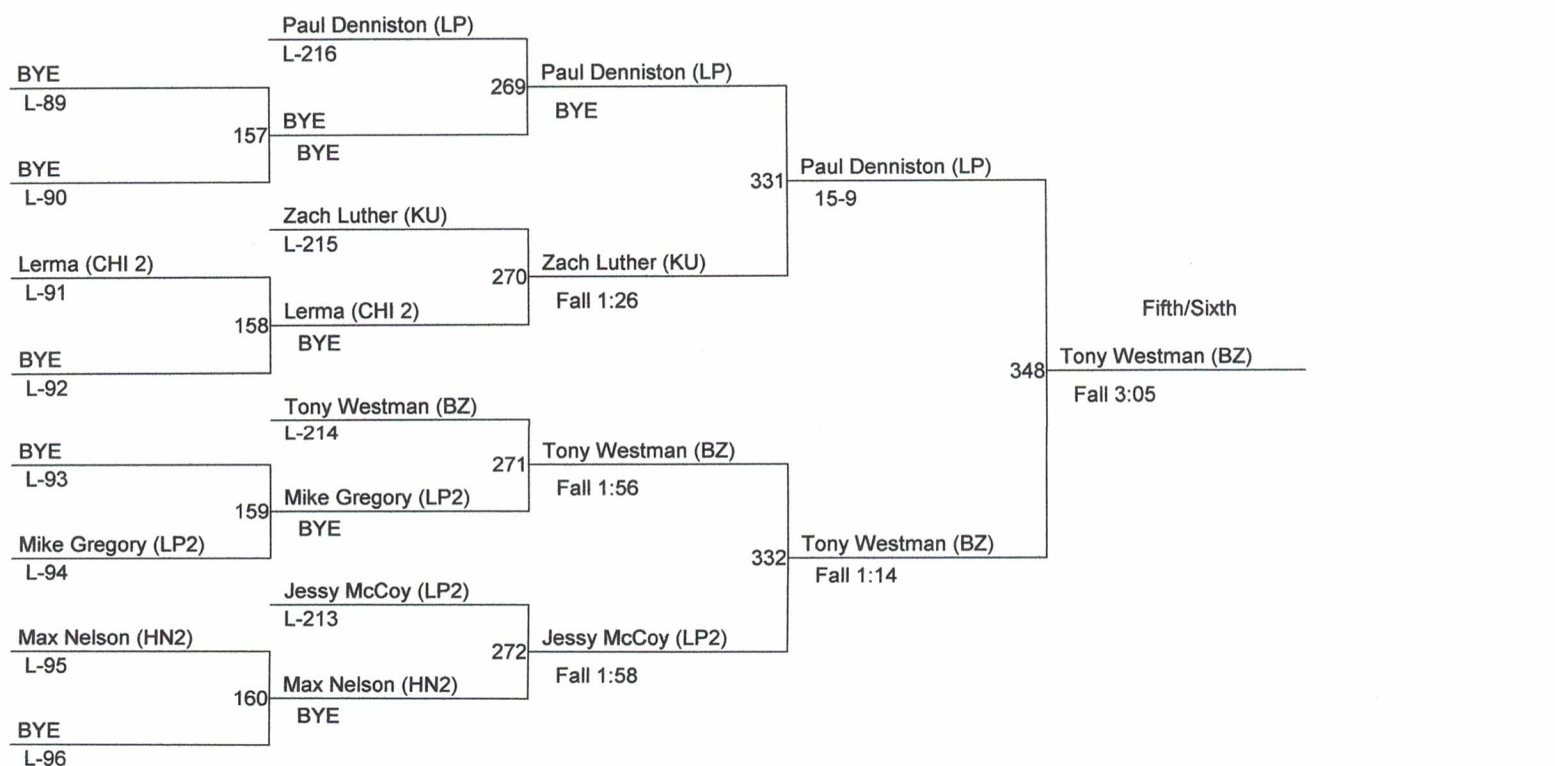 Paul Denniston (LP)
L-216
BYE
L-89
269
Paul Denniston (LP)
BYE
157
BYE
BYE
BYE
L-90
331
Paul Denniston (LP)
15-9
Zach Luther (KU)
L-215
Lerma (CHI 2)
L-91
270
Zach Luther (KU)
Fall 1:26
158
Lerma (CHI 2)
BYE
BYE
L-92
Fifth/Sixth
348
Tony Westman (BZ)
Fall 3:05
Tony Westman (BZ)
L-214
BYE
L-93
271
Tony Westman (BZ)
Fall 1:56
159
Mike Gregory (LP2)
BYE
Mike Gregory (LP2)
L-94
332
Tony Westman (BZ)
Fall 1:14
Jessy McCoy (LP2)
L-213
Max Nelson (HN2)
L-95
272
Jessy McCoy (LP2)
Fall 1:58
160
Max Nelson (HN2)
BYE
BYE
L-96